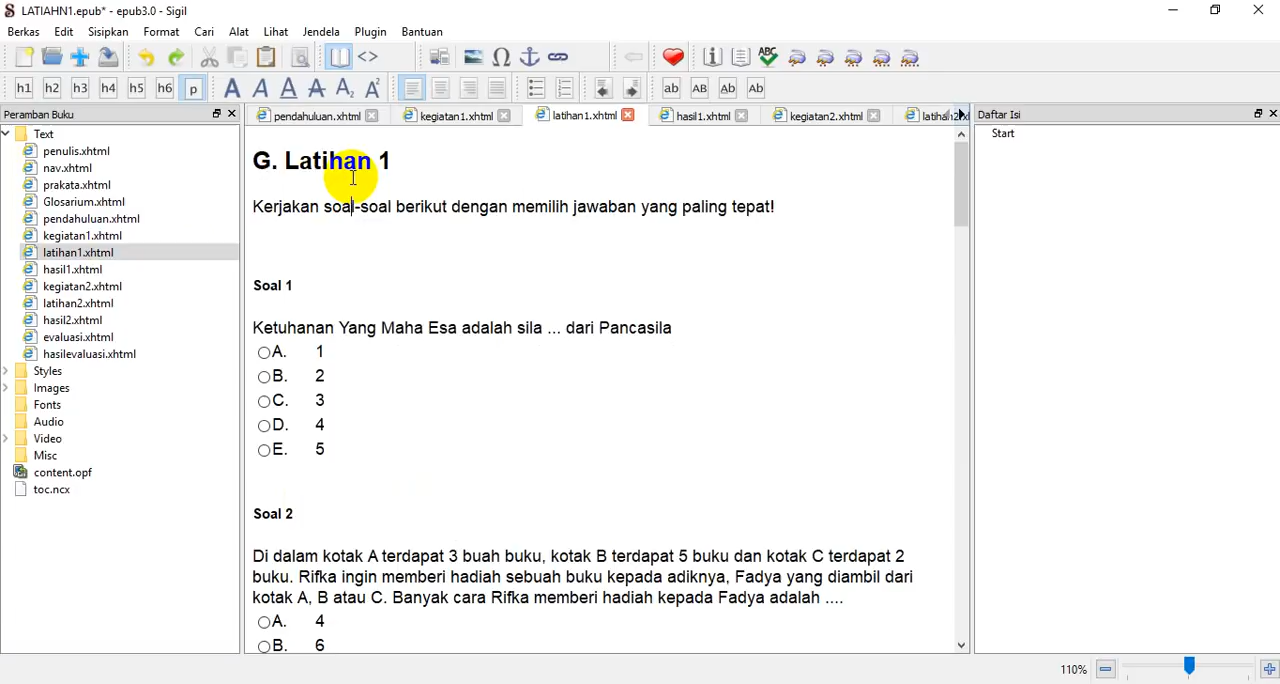 LATIAHN1.epub* - epub3.0 - Sigil
Berkas Edit Sisipkan Format Cari Alat Lihat Jendela Plugin Bantuan
h1 h2 h3 h4 h5 h6 p A A A A A₂ A² ab AB Ab Ab
ABC
Peramban Buku
Text
penulis.xhtml
nav.xhtml
prakata.xhtml
Glosarium.xhtml
pendahuluan.xhtml
kegiatan1.xhtml
latihan1.xhtml
hasil1.xhtml
kegiatan2.xhtml
latihan2.xhtml
hasil2.xhtml
evaluasi.xhtml
hasilevaluasi.xhtml
Styles
Images
Fonts
Audio
Video
Misc
content.opf
toc.ncx
pendahuluan.xhtml kegiatan1.xhtml latihan1.xhtml hasil1.xhtml kegiatan2.xhtml
G. Latihan 1
Kerjakan soal-soal berikut dengan memilih jawaban yang paling tepat!
Soal 1
Ketuhanan Yang Maha Esa adalah sila ... dari Pancasila
A. 1
B. 2
C. 3
D. 4
E. 5
Soal 2
Di dalam kotak A terdapat 3 buah buku, kotak B terdapat 5 buku dan kotak C terdapat 2
buku. Rifka ingin memberi hadiah sebuah buku kepada adiknya, Fadya yang diambil dari
kotak A, B atau C. Banyak cara Rifka memberi hadiah kepada Fadya adalah ....
A. 4
B. 6
Daftar Isi
Start
110%